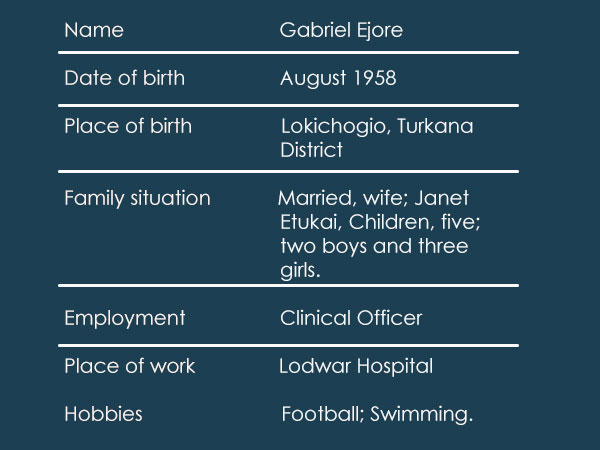 Name Gabriel Ejore
Date of birth August 1958
Place of birth Lokichogio, Turkana
District
Family situation Married, wife; Janet
Etukai, Children, five;
two boys and three
girls.
Employment Clinical Officer
Place of work Lodwar Hospital
Hobbies Football; Swimming.